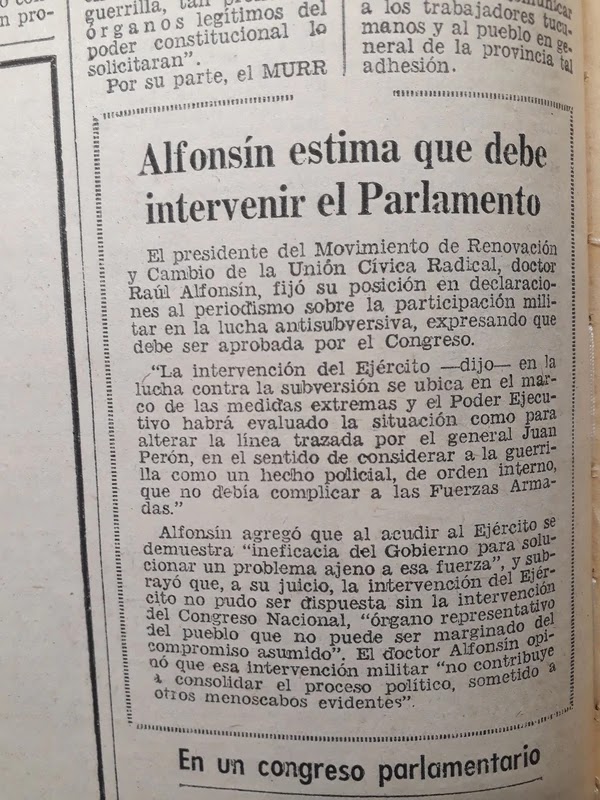 guerrilla, tan
órganos legítimos del
poder constitucional lo
solicitaran".
Por su parte, el MURR
n pro-
a los trabajadores tucu-
manos y al pueblo en ge-
neral de la provincia tal
adhesión.
Alfonsín estima que debe
intervenir el Parlamento
El presidente del Movimiento de Renovación
y Cambio de la Unión Cívica Radical, doctor
Raúl Alfonsín, fijó su posición en declaracio-
nes al periodismo sobre la participación mili-
tar en la lucha antisubversiva, expresando que
debe ser aprobada por el Congreso.
"La intervención del Ejército —dijo— en la
lucha contra la subversión se ubica en el mar-
co de las medidas extremas y el Poder Ejecu-
tivo habrá evaluado la situación como para
alterar la línea trazada por el general Juan
Perón, en el sentido de considerar a la guerri-
lla como un hecho policial, de orden interno,
que no debía complicar a las Fuerzas Arma-
das."
Alfonsín agregó que al acudir al Ejército se
demuestra "ineficacia del Gobierno para solu-
cionar un problema ajeno a esa fuerza", y sub-
rayó que, a su juicio, la intervención del Ejér-
cito no pudo ser dispuesta sin la intervención
del Congreso Nacional, "órgano representativo
del pueblo que no puede ser marginado del
compromiso asumido". El doctor Alfonsín opi-
nó que esa intervención militar "no contribuye
a consolidar el proceso político, sometido a
otros menoscabos evidentes".
En un congreso parlamentario